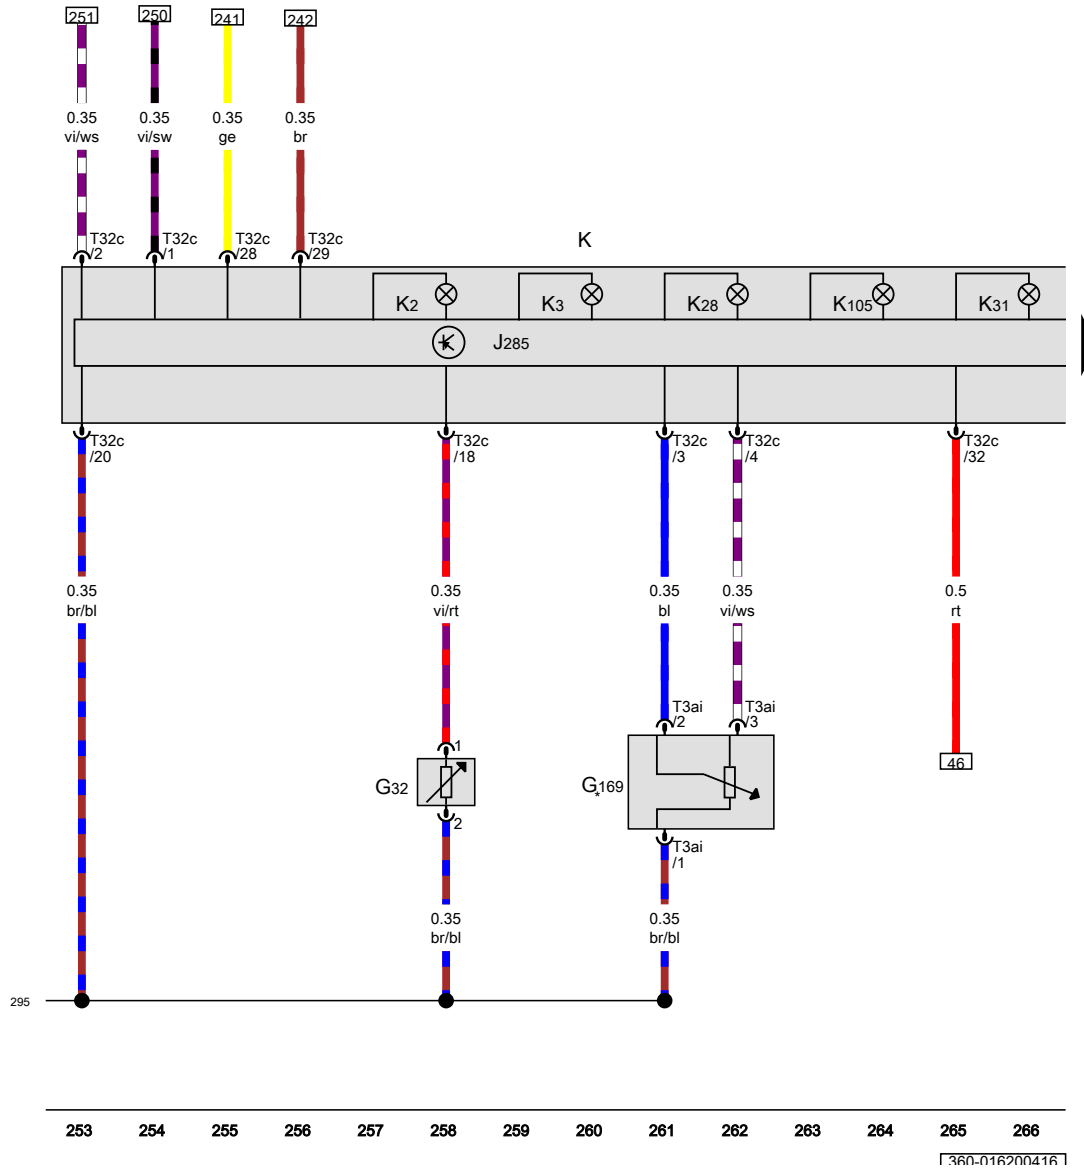 251 250 241 242
0.35 0.35 0.35 0.35
vi/ws vi/sw ge br
T32c T32c T32c T32c
/2 /1 /28 /29
K
K2 K3 K28 K105 K31
J285
T32c T32c T32c T32c T32c
/20 /18 /3 /4 /32
0.35 0.35 0.35 0.35 0.5
br/bl vi/rt bl vi/ws rt
T3ai T3ai
/2 /3
1
46
G32 G*169
2
T3ai
/1
0.35 0.35
br/bl br/bl
295
253 254 255 256 257 258 259 260 261 262 263 264 265 266
360-016200416